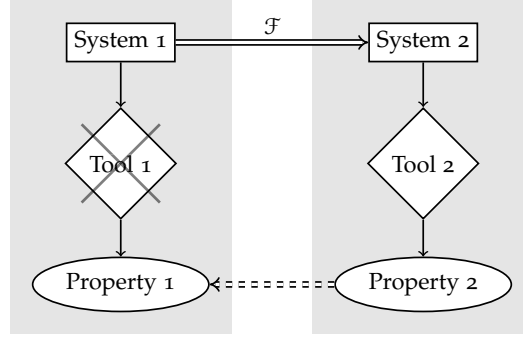 ℱ
System 1
System 2
Tool 1
Tool 2
Property 1
Property 2